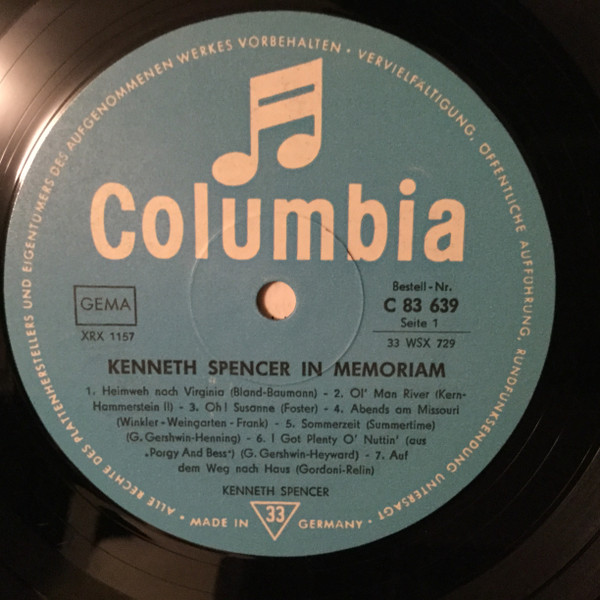 ALLE RECHTE DES PLATTENHERSTELLERS UND EIGENTÜMERS DES AUFGENOMMENEN WERKES VORBEHALTEN • VERVIELFÄLTIGUNG, ÖFFENTLICHE AUFFÜHRUNG, RUNDFUNKSENDUNG UNTERSAGT •
Columbia
GEMA
XRX 1157
Bestell-Nr.
C 83 639
Seite 1
33 WSX 729
KENNETH SPENCER IN MEMORIAM
1. Heimweh nach Virginia (Bland-Baumann) - 2. Ol' Man River (Kern-
Hammerstein II) - 3. Oh! Susanne (Foster) - 4. Abends am Missouri
(Winkler - Weingarten - Frank) - 5. Sommerzeit (Summertime)
(G. Gershwin-Henning) - 6. I Got Plenty O' Nuttin' (aus
„Porgy And Bess") (G. Gershwin-Heyward) - 7. Auf
dem Weg nach Haus (Gordoni-Relin)
KENNETH SPENCER
MADE IN 33 GERMANY